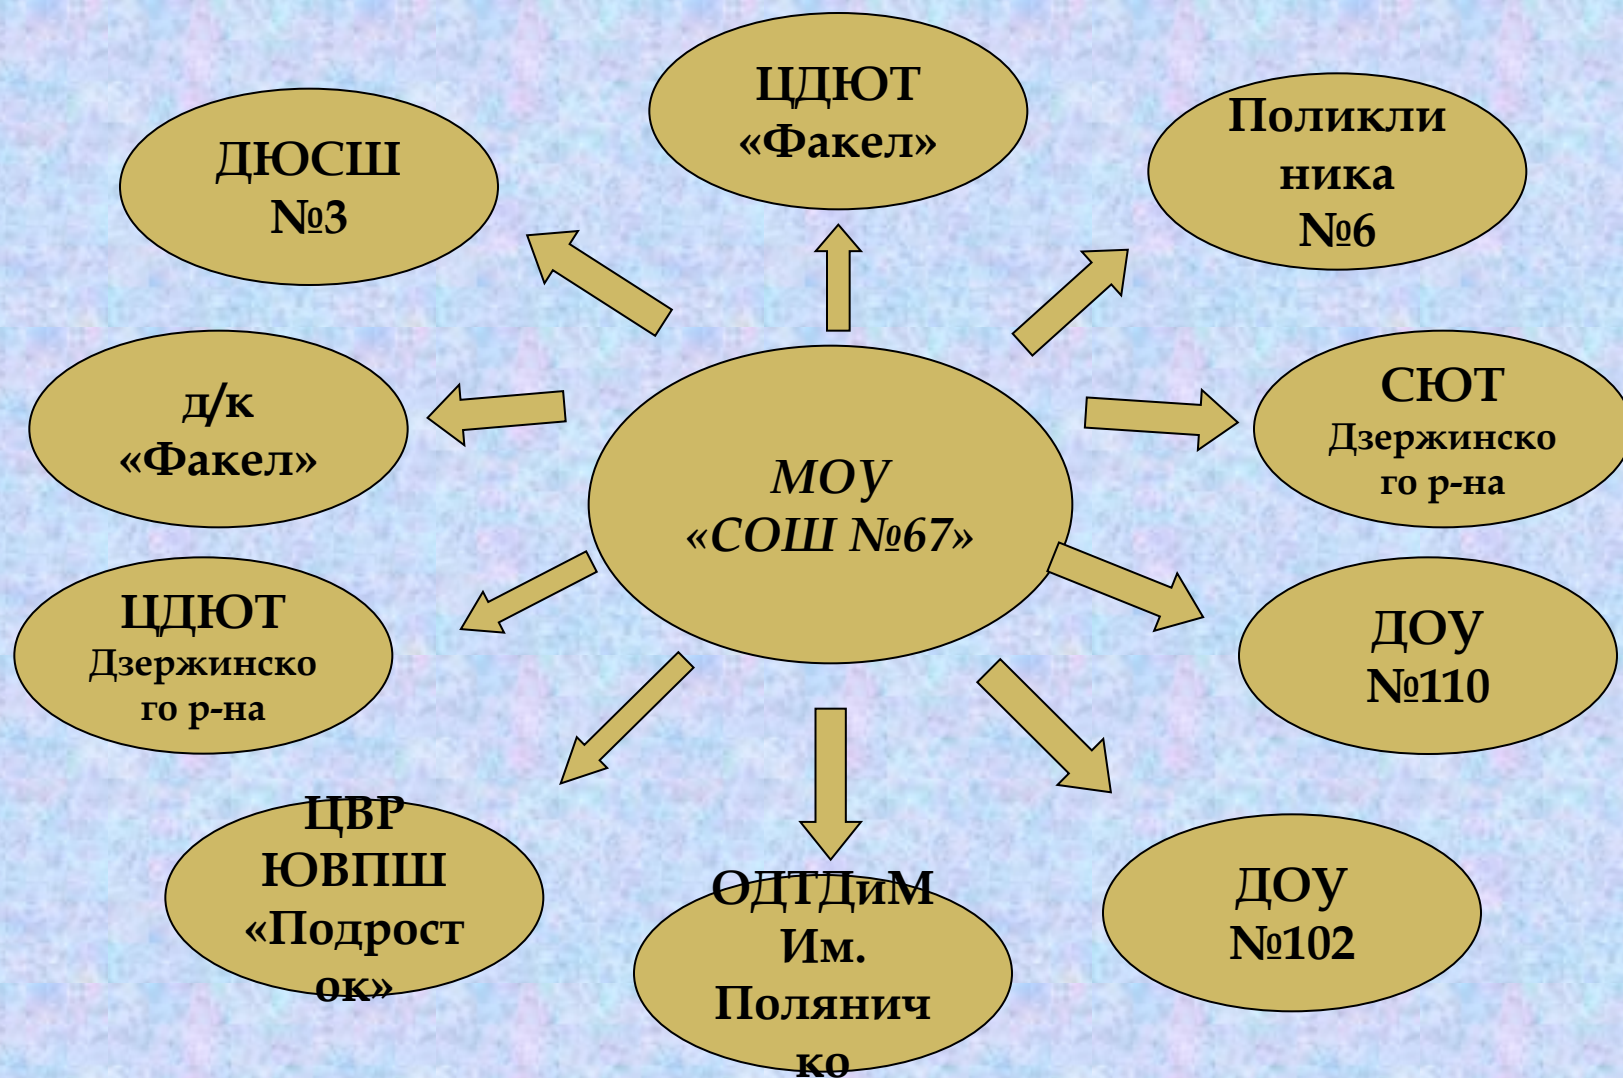 ЦДЮТ
«Факел»
ДЮСШ
№3
Поликли
ника
№6
д/к
«Факел»
СЮТ
Дзержинско
го р-на
МОУ
«СОШ №67»
ЦДЮТ
Дзержинско
го р-на
ДОУ
№110
ЦВР
ЮВПШ
«Подрост
ок»
ОДТДиМ
Им.
Полянич
ко
ДОУ
№102